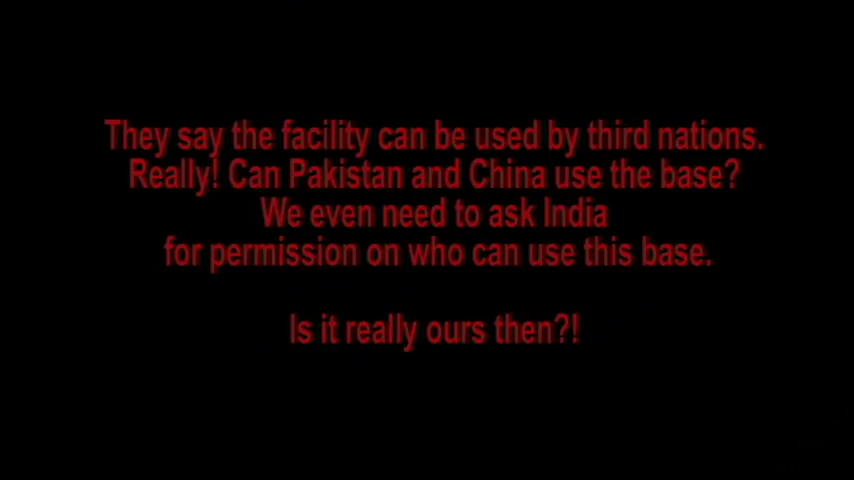 They say the facility can be used by third nations.
Really! Can Pakistan and China use the base?
We even need to ask India
for permission on who can use this base.
Is it really ours then?!